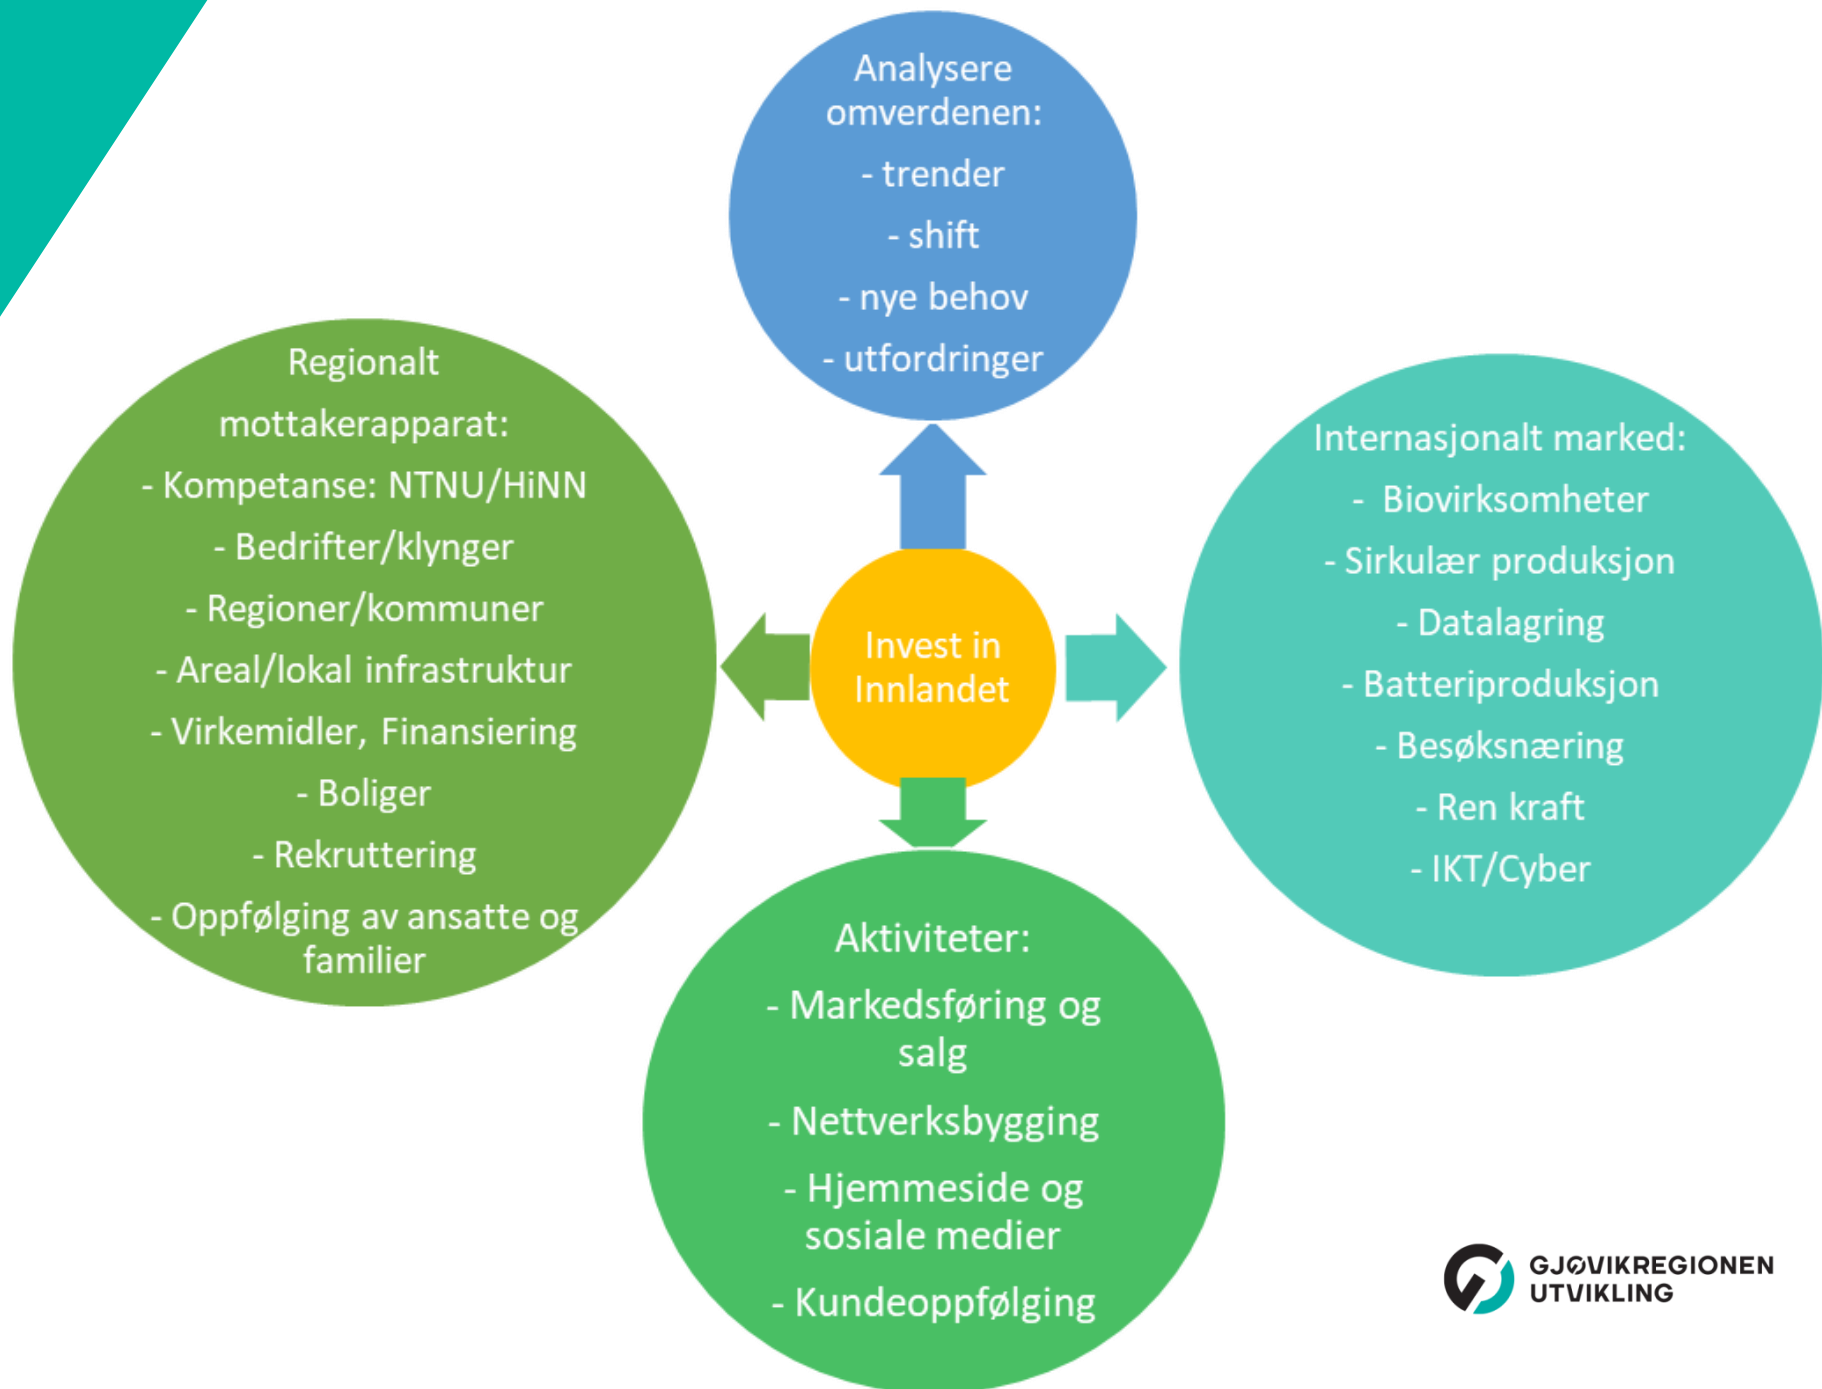 Analysere
omverdenen:
- trender
- shift
- nye behov
- utfordringer
Regionalt
mottakerapparat:
- Kompetanse: NTNU/HiNN
- Bedrifter/klynger
- Regioner/kommuner
- Areal/lokal infrastruktur
- Virkemidler, Finansiering
- Boliger
- Rekruttering
- Oppfølging av ansatte og
familier
Invest in
Innlandet
Internasjonalt marked:
- Biovirksomheter
- Sirkulær produksjon
- Datalagring
- Batteriproduksjon
- Besøksnæring
- Ren kraft
- IKT/Cyber
Aktiviteter:
- Markedsføring og
salg
- Nettverksbygging
- Hjemmeside og
sosiale medier
- Kundeoppfølging
GJØVIKREGIONEN
UTVIKLING